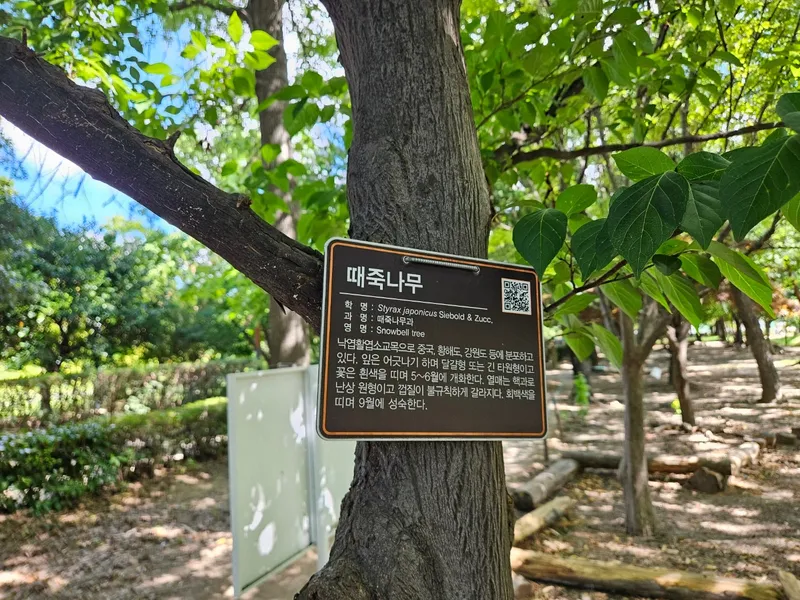 때죽나무
학 명 : Styrax japonicus Siebold & Zucc.
과 명 : 때죽나무과
영 명 : Snowbell tree
낙엽활엽소교목으로 중국, 황해도, 강원도 등에 분포하고
있다. 잎은 어긋나기 하며 달걀형 또는 긴 타원형이고
꽃은 흰색을 띠며 5~6월에 개화한다. 열매는 핵과로
난상 원형이고 껍질이 불규칙하게 갈라지다. 회백색을
띠며 9월에 성숙한다.